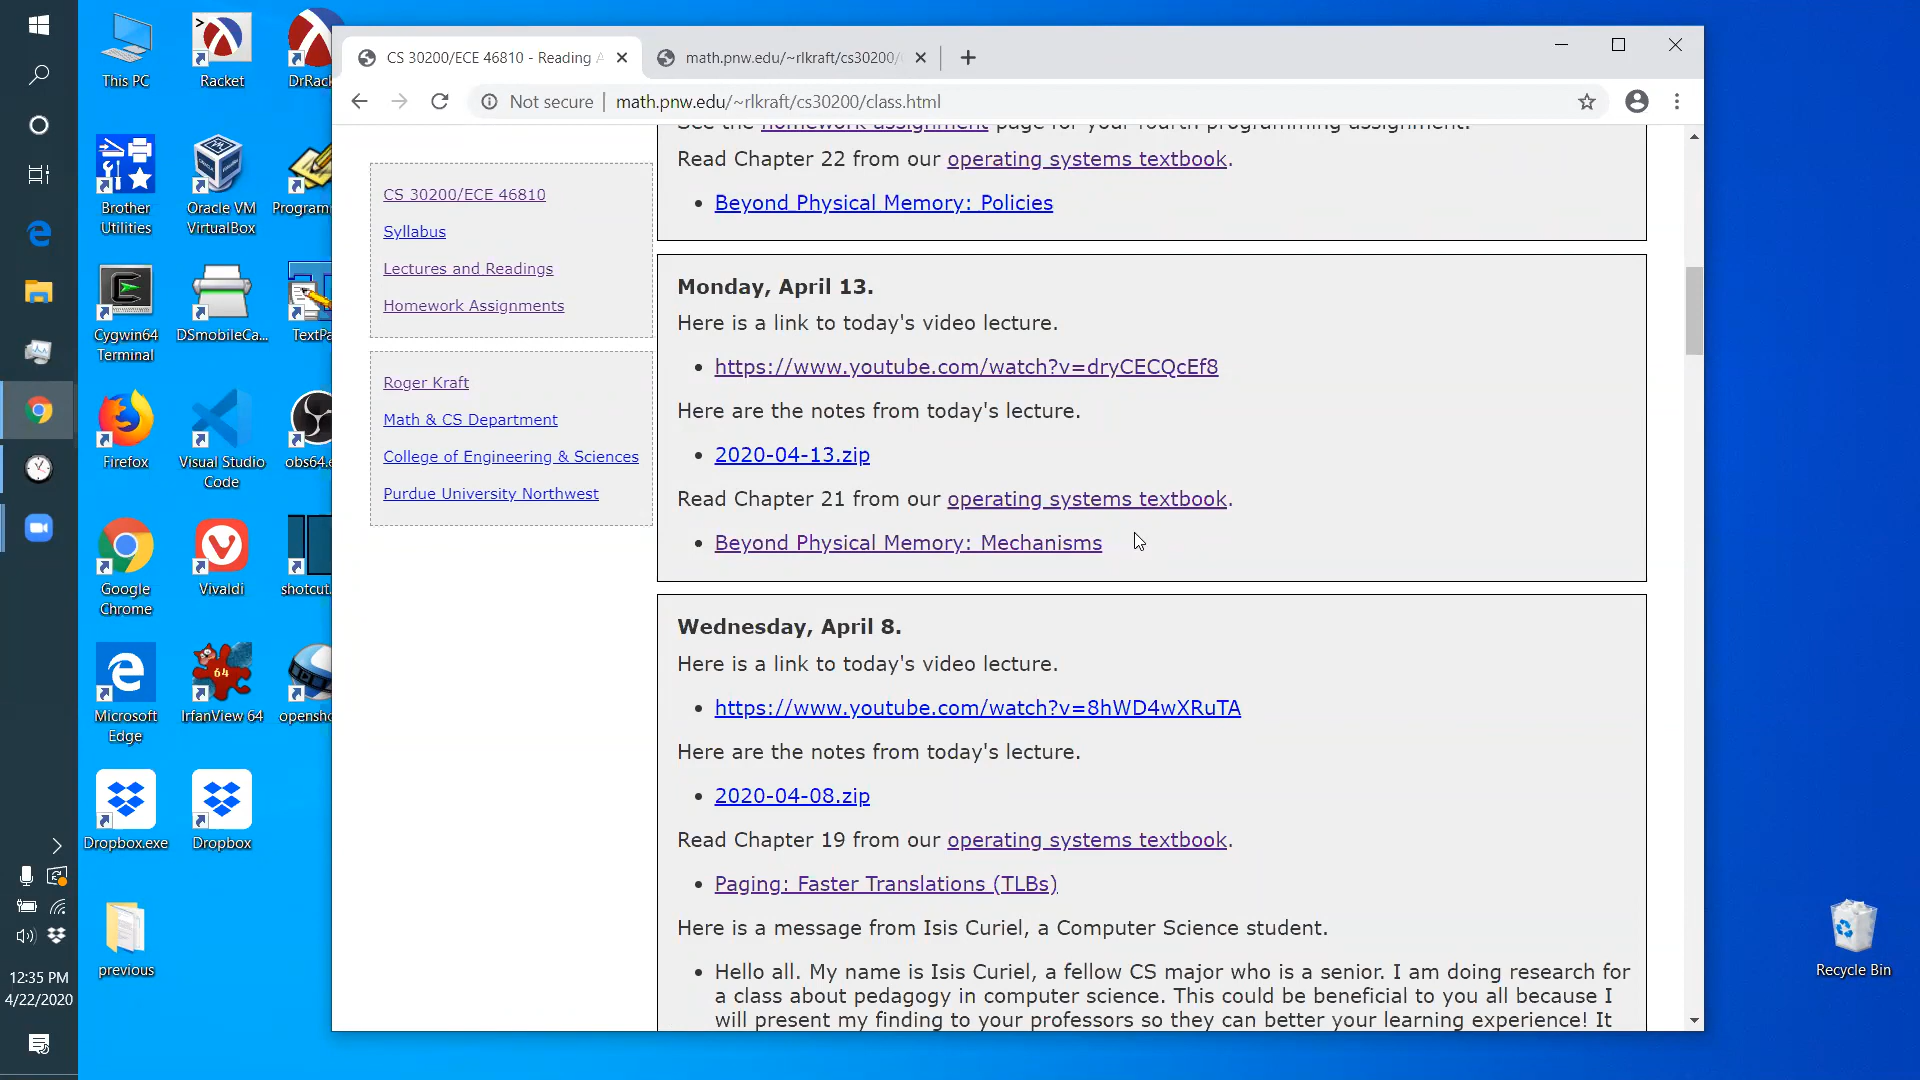 This PC
Racket
DrRack
Brother
Utilities
Oracle VM
VirtualBox
Program
Cygwin64
Terminal
DSmobileCa...
TextPa
Firefox
Visual Studio
Code
obs64.e
Google
Chrome
Vivaldi
shotcut.
Microsoft
Edge
IrfanView 64
64
opensho
Dropbox.exe
Dropbox
previous
Recycle Bin
12:35 PM
4/22/2020
CS 30200/ECE 46810 - Reading A
math.pnw.edu/~rlkraft/cs30200/
Not secure
math.pnw.edu/~rlkraft/cs30200/class.html
CS 30200/ECE 46810
Syllabus
Lectures and Readings
Homework Assignments
Roger Kraft
Math & CS Department
College of Engineering & Sciences
Purdue University Northwest
See the homework assignment page for your fourth programming assignment.
Read Chapter 22 from our operating systems textbook.
Beyond Physical Memory: Policies
Monday, April 13.
Here is a link to today's video lecture.
https://www.youtube.com/watch?v=dryCECQcEf8
Here are the notes from today's lecture.
2020-04-13.zip
Read Chapter 21 from our operating systems textbook.
Beyond Physical Memory: Mechanisms
Wednesday, April 8.
Here is a link to today's video lecture.
https://www.youtube.com/watch?v=8hWD4wXRuTA
Here are the notes from today's lecture.
2020-04-08.zip
Read Chapter 19 from our operating systems textbook.
Paging: Faster Translations (TLBs)
Here is a message from Isis Curiel, a Computer Science student.
Hello all. My name is Isis Curiel, a fellow CS major who is a senior. I am doing research for
a class about pedagogy in computer science. This could be beneficial to you all because I
will present my finding to your professors so they can better your learning experience! It